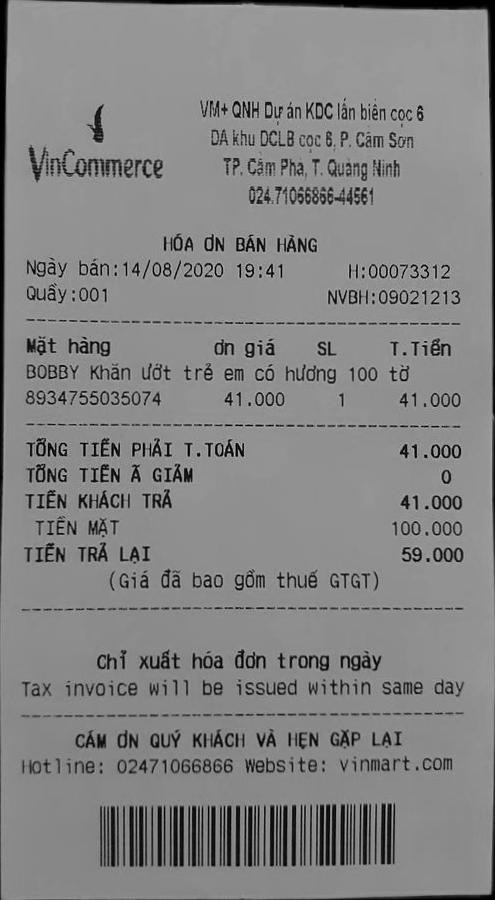 VinCommerce
VM+ QNH Dự án KDC lấn biển cọc 6
DA khu DCLB cọc 6, P. Cẩm Sơn
TP. Cẩm Phả, T. Quảng Ninh
024.71066866-44561
HÓA ƠN BÁN HÀNG
Ngày bán:14/08/2020 19:41 H:00073312
Quầy:001 NVBH:09021213
Mặt hàng ơn giá SL T.Tiền
BOBBY Khăn ướt trẻ em có hương 100 tờ
8934755035074 41.000 1 41.000
TỔNG TIỀN PHẢI T.TOÁN 41.000
TỔNG TIỀN Ã GIẢM 0
TIỀN KHÁCH TRẢ 41.000
TIỀN MẶT 100.000
TIỀN TRẢ LẠI 59.000
(Giá đã bao gồm thuế GTGT)
Chỉ xuất hóa đơn trong ngày
Tax invoice will be issued within same day
CẢM ƠN QUÝ KHÁCH VÀ HẸN GẶP LẠI
Hotline: 02471066866 Website: vinmart.com